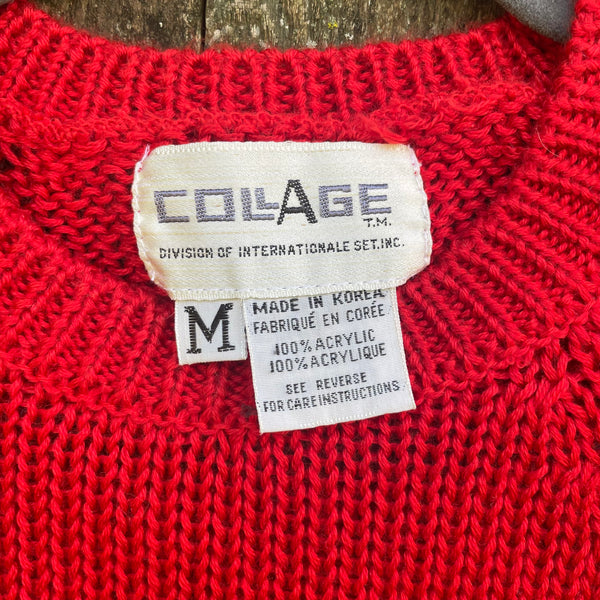 COLLAGE
T.M.
DIVISION OF INTERNATIONALE SET.INC.
M
MADE IN KOREA
FABRIQUÉ EN CORÉE
100% ACRYLIC
100% ACRYLIQUE
SEE REVERSE
FOR CARE INSTRUCTIONS